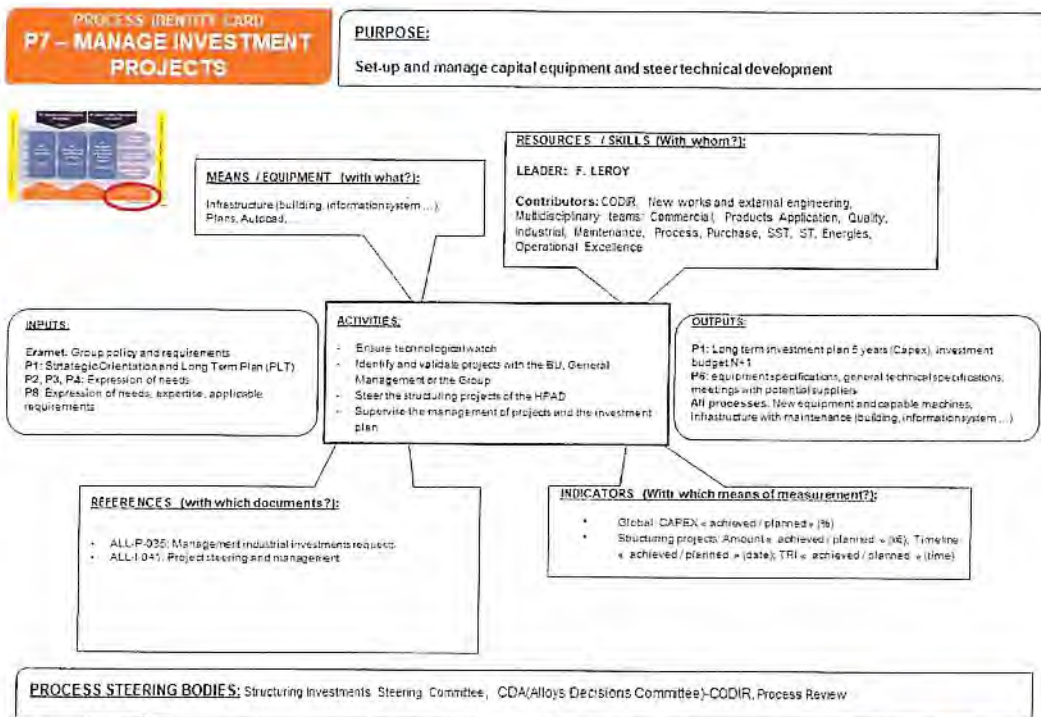 PROCESS IDENTITY CARD
P7 – MANAGE INVESTMENT
PROJECTS
PURPOSE:
Set-up and manage capital equipment and steer technical development
MEANS / EQUIPMENT (with what?):
Infrastructure (building, information system ...)
Plans, Autocad, ...
RESOURCES / SKILLS (With whom?):
LEADER: F. LEROY
Contributors: CODIR, New works and external engineering,
Multidisciplinary teams: Commercial, Products Application, Quality,
Industrial, Maintenance, Process, Purchase, SST, ST, Energies,
Operational Excellence
INPUTS:
Eramet: Group policy and requirements
P1: Strategic Orientation and Long Term Plan (PLT)
P2, P3, P4: Expression of needs
P8: Expression of needs, expertise, applicable
requirements
ACTIVITIES:
- Ensure technological watch
- Identify and validate projects with the BU, General
Management or the Group
- Steer the structuring projects of the HPAD
- Supervise the management of projects and the investment
plan
OUTPUTS:
P1: Long term investment plan 5 years (Capex), investment
budget N+1
P6: equipment specifications, general technical specifications,
meetings with potential suppliers
All processes: New equipment and capable machines,
Infrastructure with maintenance (building, information system ...)
REFERENCES (with which documents?):
- ALL-P-035: Management industrial investments request
- ALL-I-041: Project steering and management
INDICATORS (With which means of measurement?):
• Global: CAPEX « achieved / planned » (%)
• Structuring projects: Amount « achieved / planned » (k€); Timeline
« achieved / planned » (date); TRI « achieved / planned » (time)
PROCESS STEERING BODIES: Structuring Investments Steering Committee, CDA(Alloys Decisions Committee)-CODIR, Process Review